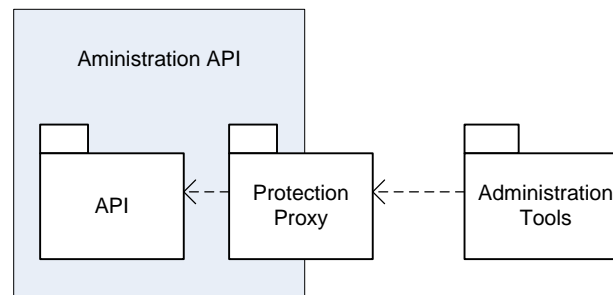 Aministration API
API
Protection
Proxy
Administration
Tools